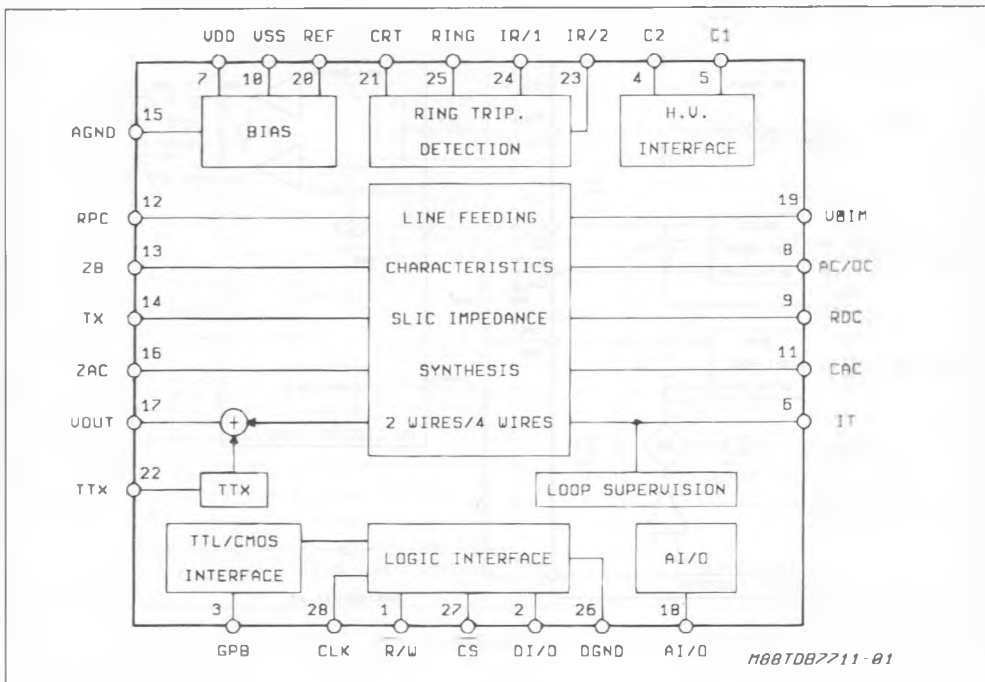 VDD VSS REF CRT RING IR/1 IR/2 C2 C1
7 10 20 21 25 24 23 4 5
15
AGND
BIAS
RING TRIP.
DETECTION
H.V.
INTERFACE
12 19
RPC LINE FEEDING VBIM
13 8
ZB CHARACTERISTICS AC/DC
14 9
TX SLIC IMPEDANCE RDC
16 11
ZAC SYNTHESIS CAC
17 6
VOUT + 2 WIRES/4 WIRES IT
22
TTX TTX LOOP SUPERVISION
TTL/CMOS
INTERFACE
LOGIC INTERFACE
AI/O
3 28 1 27 2 26 18
GPB CLK R̅/W C̅S̅ DI/O DGND AI/O
M88TDB7711-01